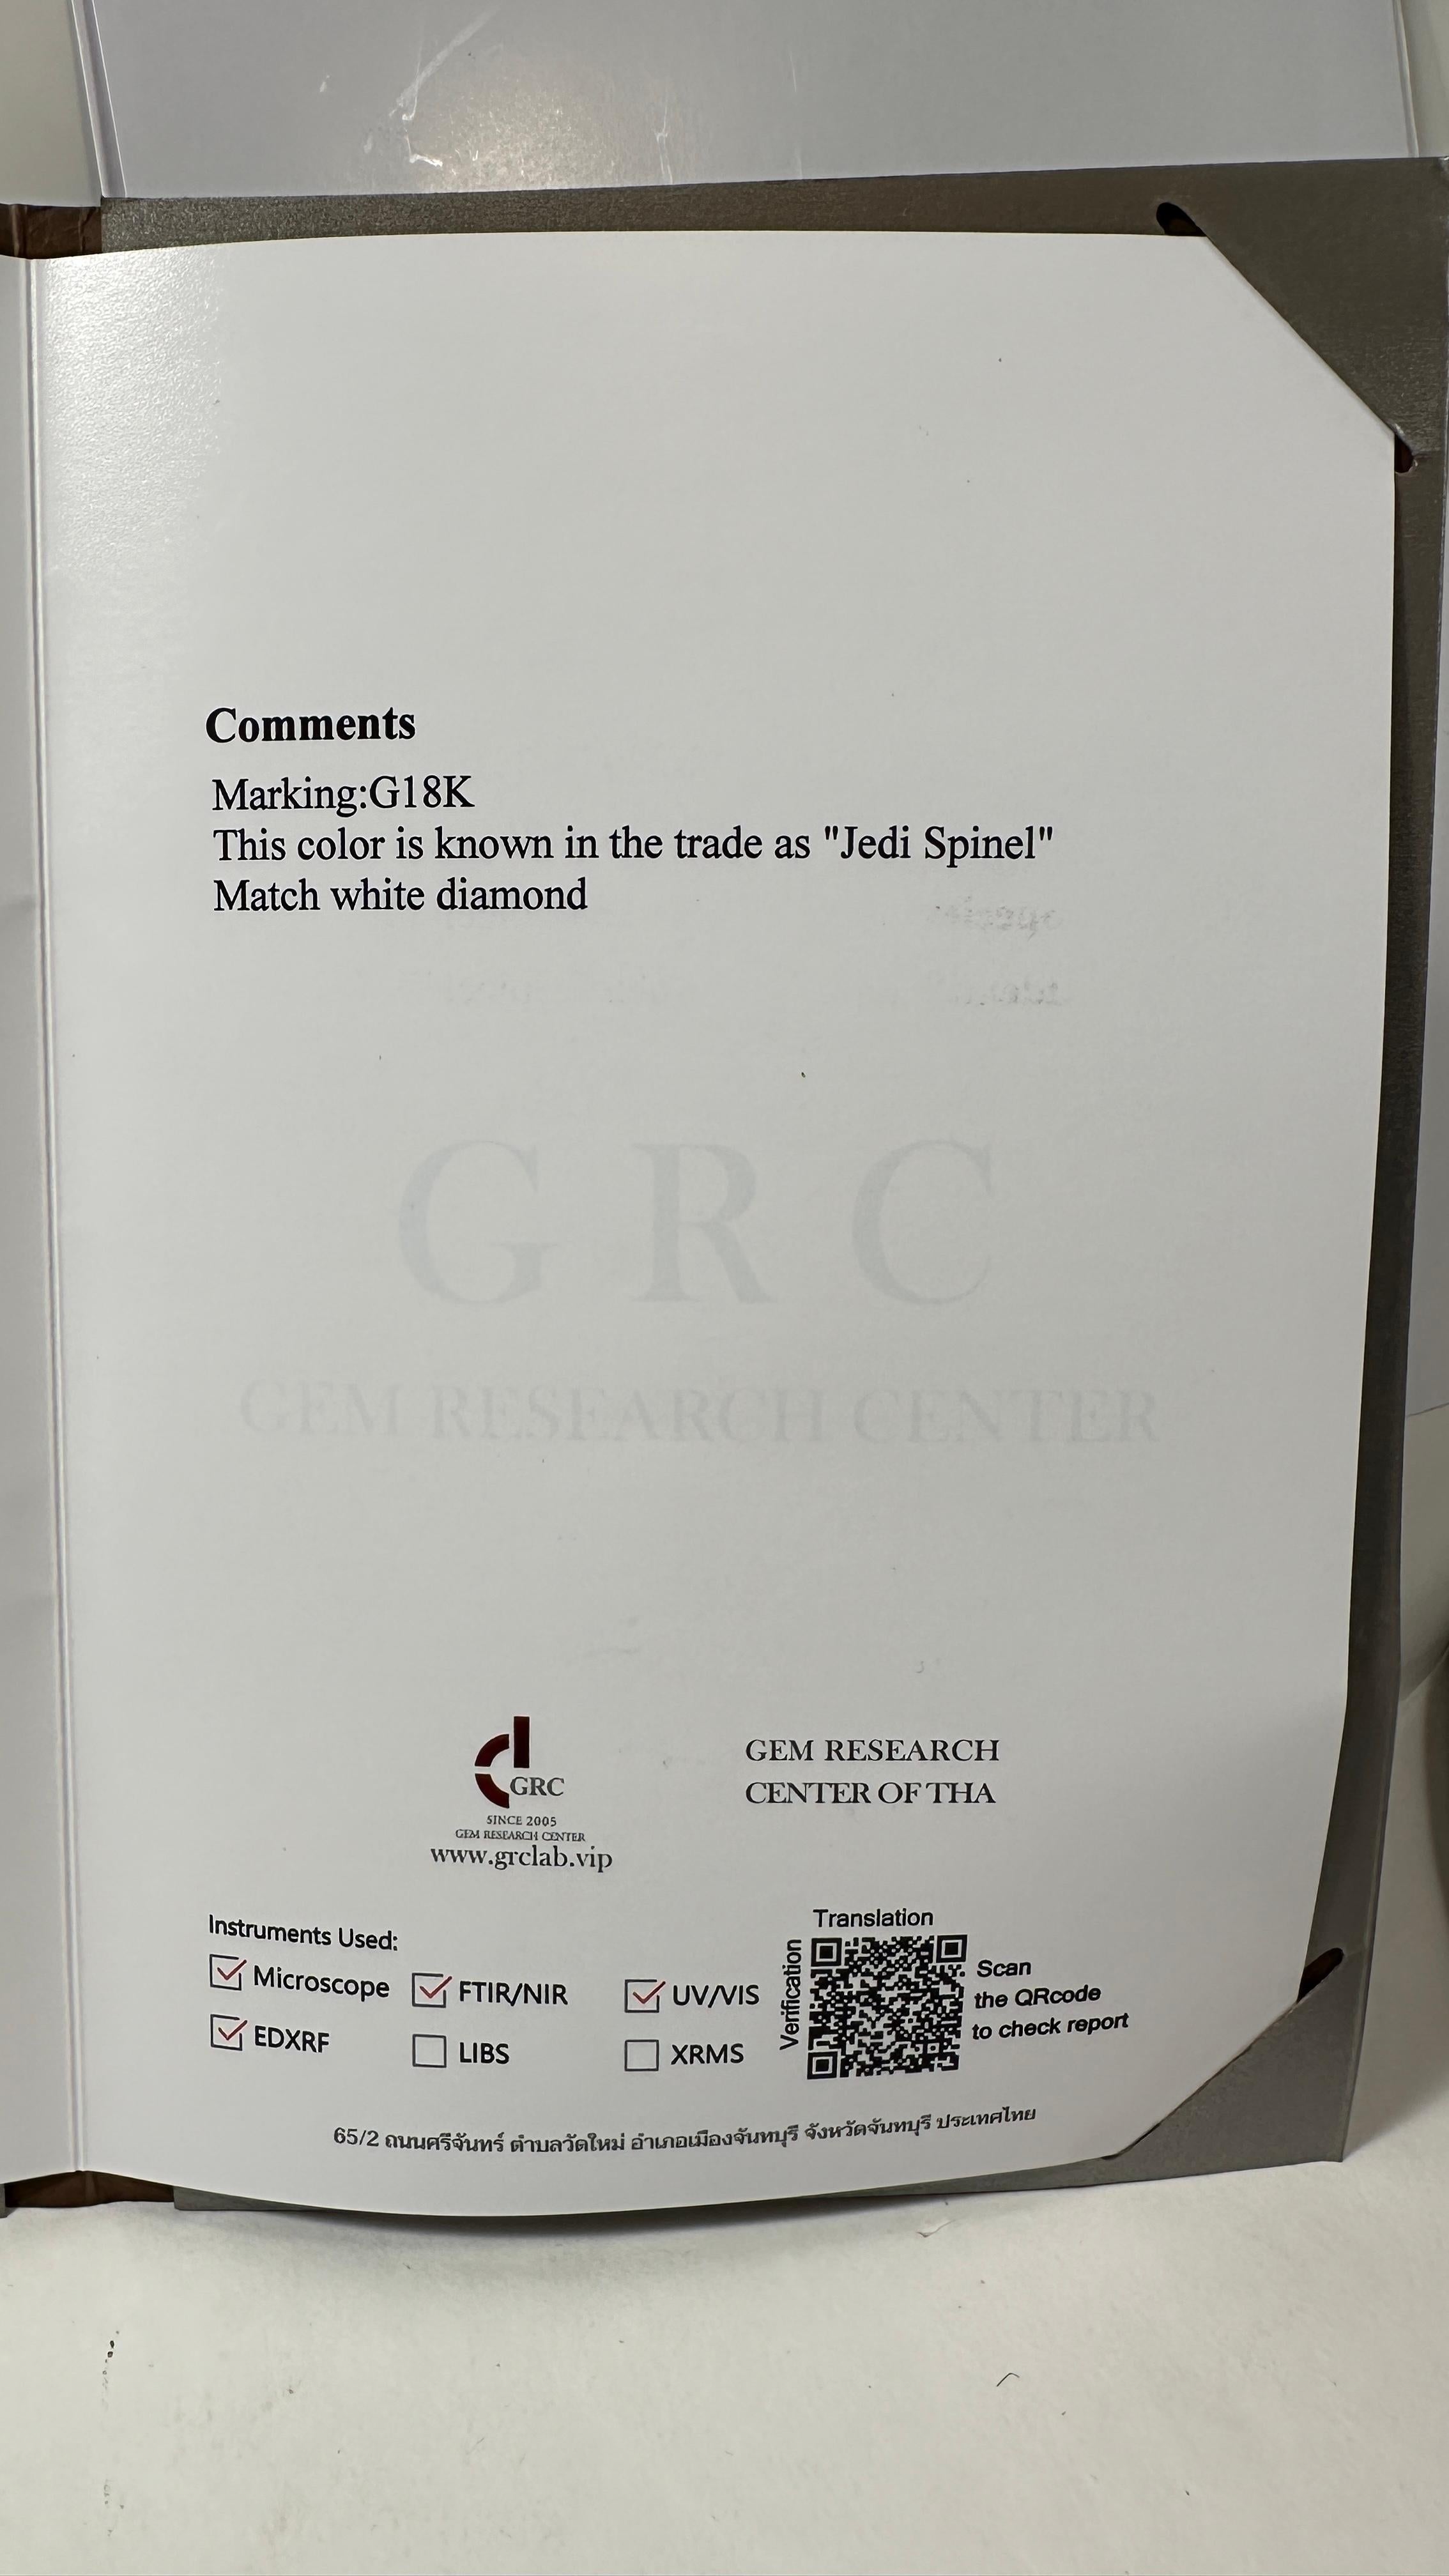 Comments
Marking:G18K
This color is known in the trade as "Jedi Spinel"
Match white diamond
G R C
GEM RESEARCH CENTER
GRC
SINCE 2005
GEM RESEARCH CENTER
www.grclab.vip
GEM RESEARCH
CENTER OF THA
Instruments Used:
Microscope FTIR/NIR UV/VIS
EDXRF LIBS XRMS
Translation
Verification
Scan
the QRcode
to check report
65/2 ถนนศรีจันทร์ ตำบลวัดใหม่ อำเภอเมืองจันทบุรี จังหวัดจันทบุรี ประเทศไทย